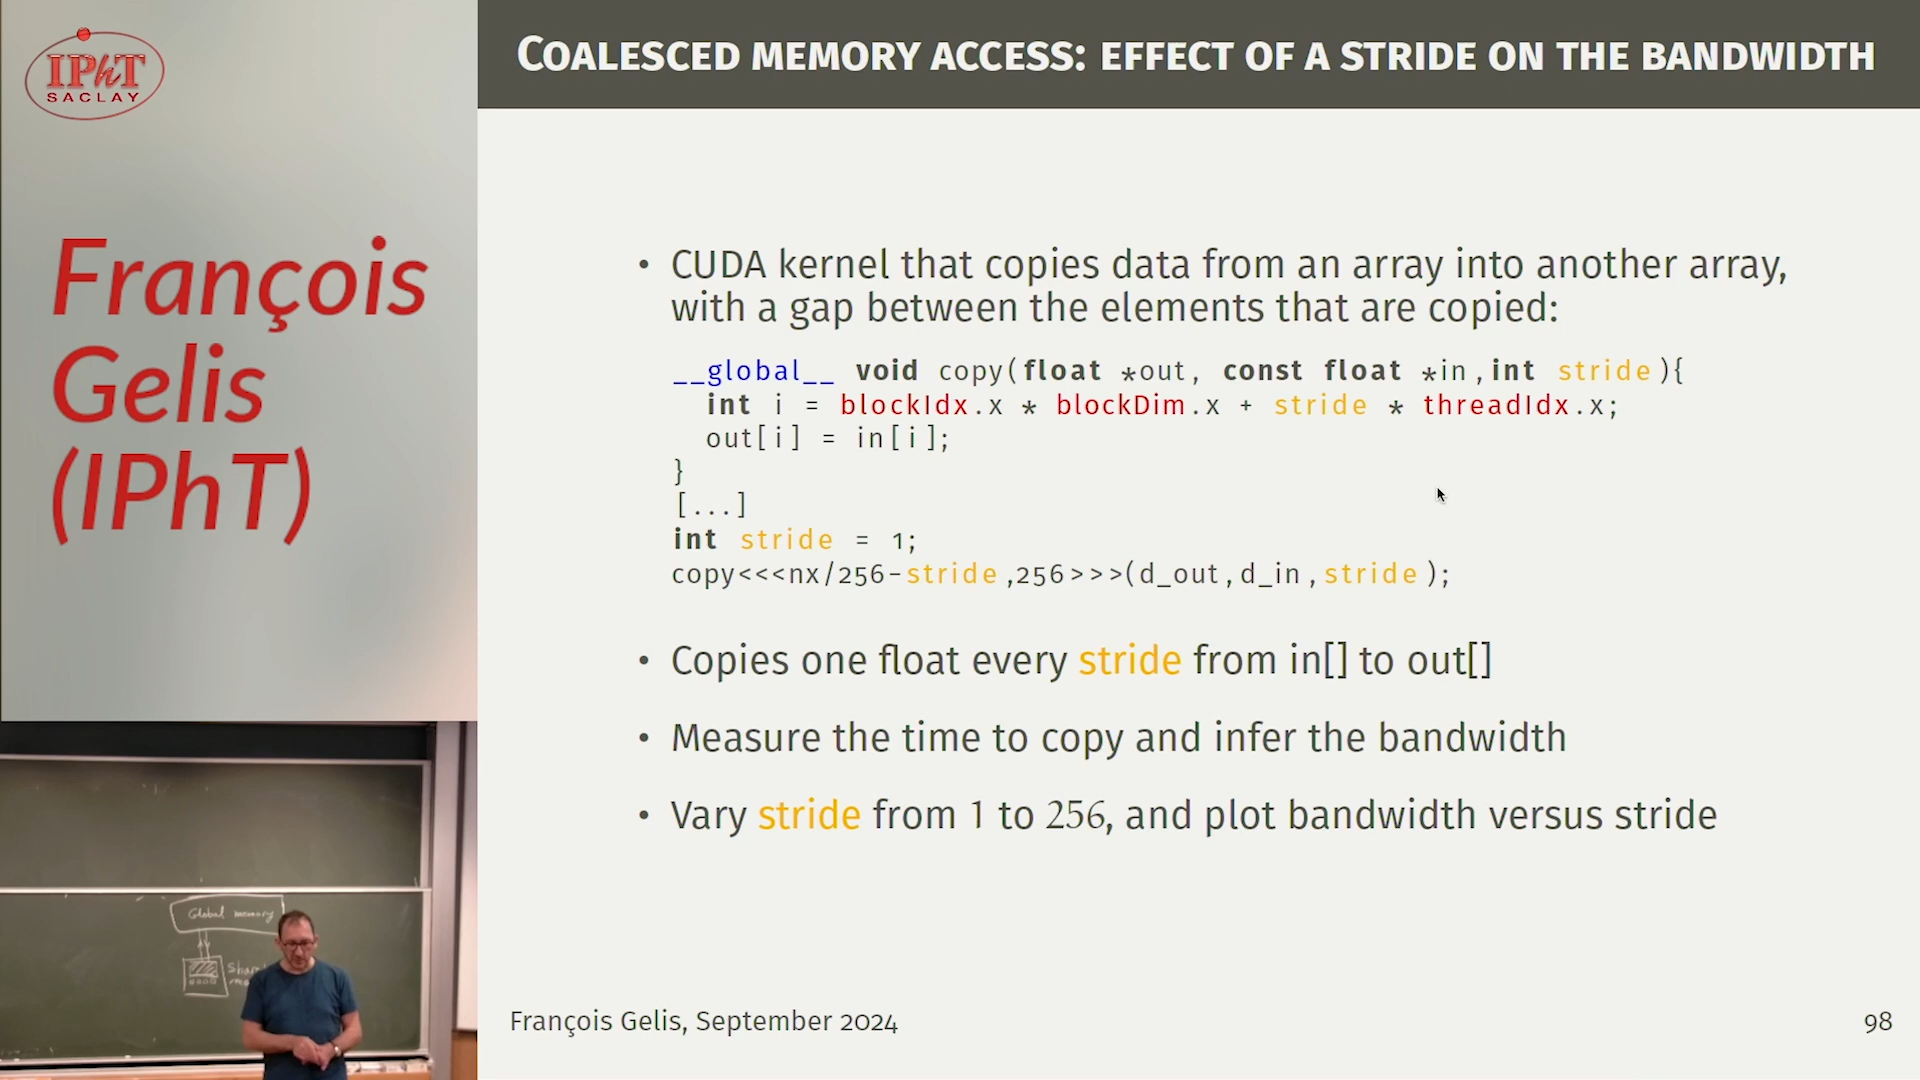 IPhT
SACLAY
François
Gelis
(IPhT)
COALESCED MEMORY ACCESS: EFFECT OF A STRIDE ON THE BANDWIDTH
• CUDA kernel that copies data from an array into another array,
with a gap between the elements that are copied:
__global__ void copy(float *out, const float *in,int stride){
int i = blockIdx.x * blockDim.x + stride * threadIdx.x;
out[i] = in[i];
}
[...]
int stride = 1;
copy<<<nx/256-stride,256>>>(d_out,d_in,stride);
• Copies one float every stride from in[] to out[]
• Measure the time to copy and infer the bandwidth
• Vary stride from 1 to 256, and plot bandwidth versus stride
Global memory
François Gelis, September 2024
98